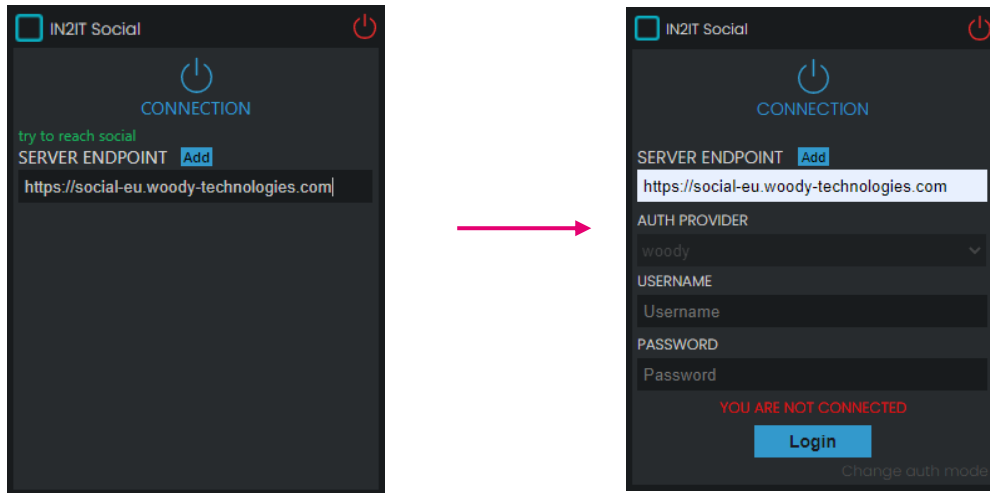 IN2IT Social
CONNECTION
try to reach social
SERVER ENDPOINT Add
https://social-eu.woody-technologies.com
IN2IT Social
CONNECTION
SERVER ENDPOINT Add
https://social-eu.woody-technologies.com
AUTH PROVIDER
woody
USERNAME
Username
PASSWORD
Password
YOU ARE NOT CONNECTED
Login
Change auth mode